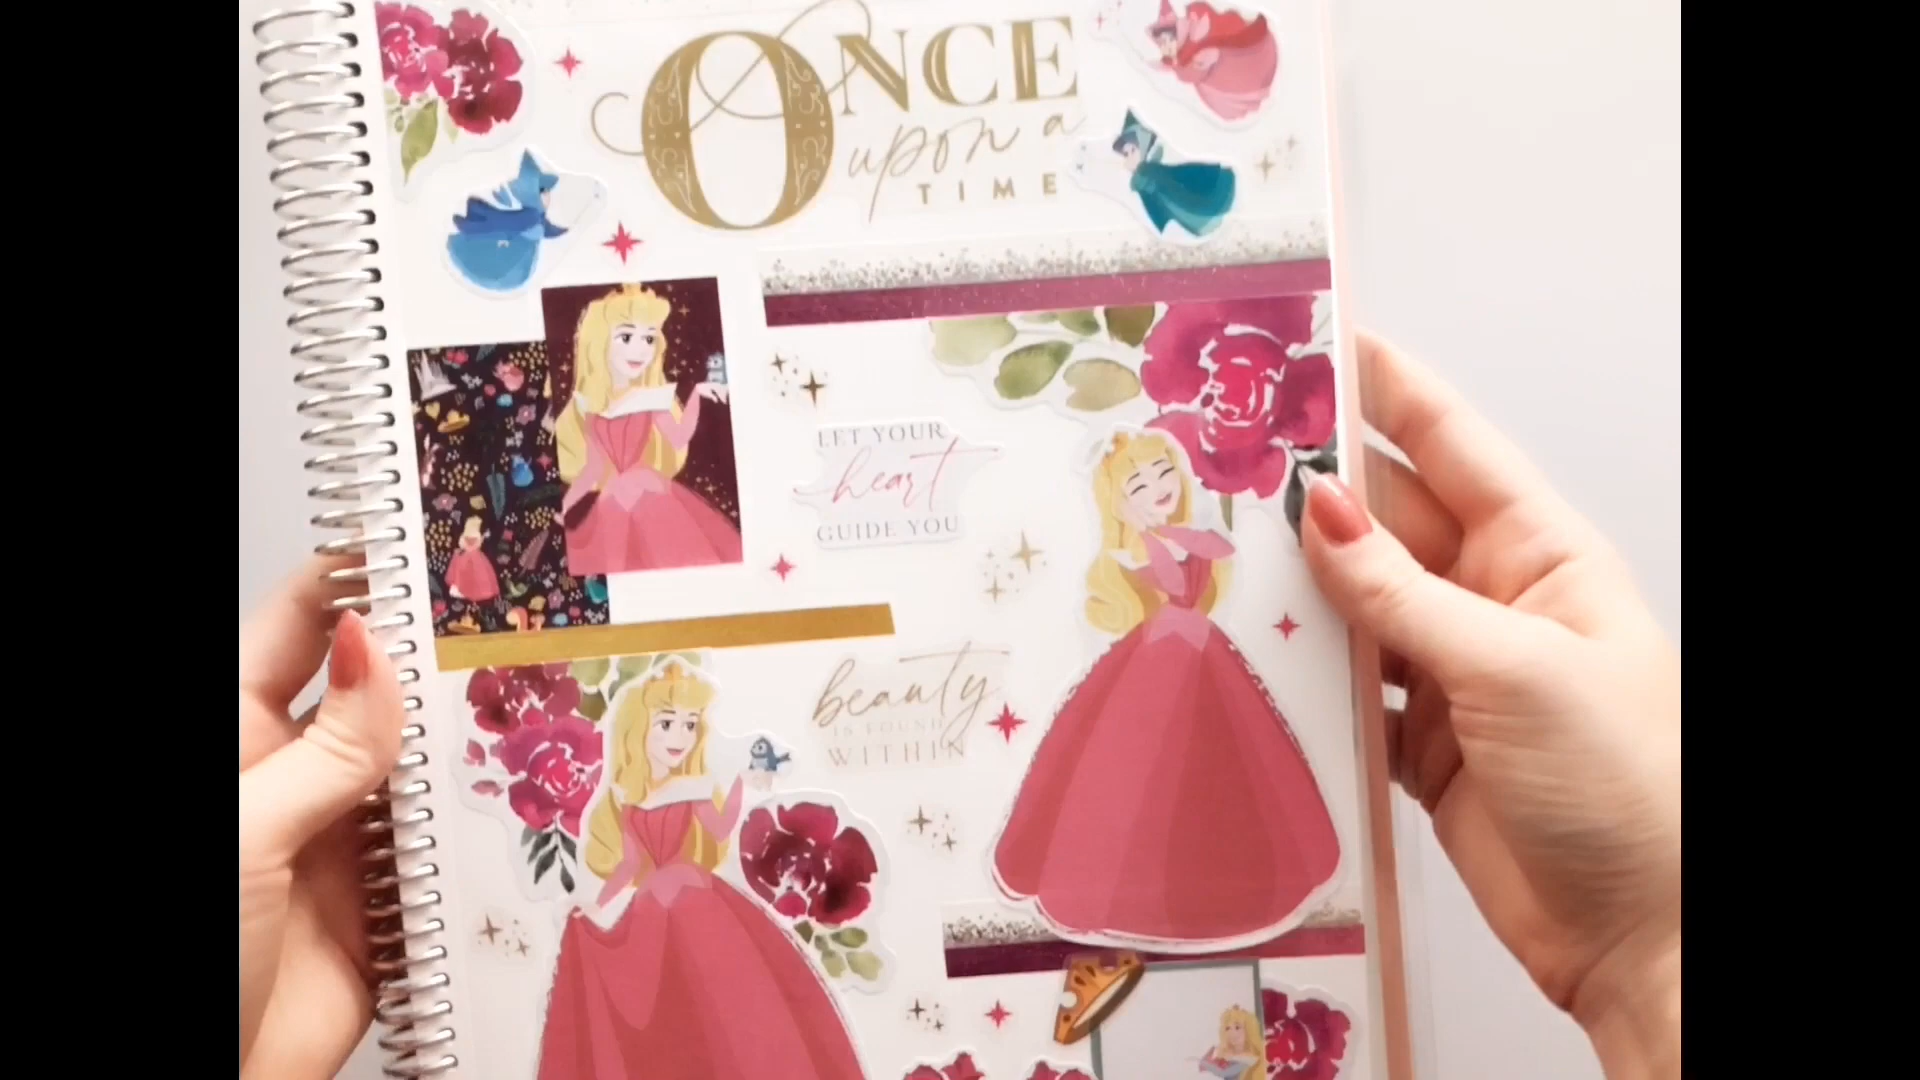 ONCE
upon a
TIME
LET YOUR
heart
GUIDE YOU
beauty
IS FOUND
WITHIN